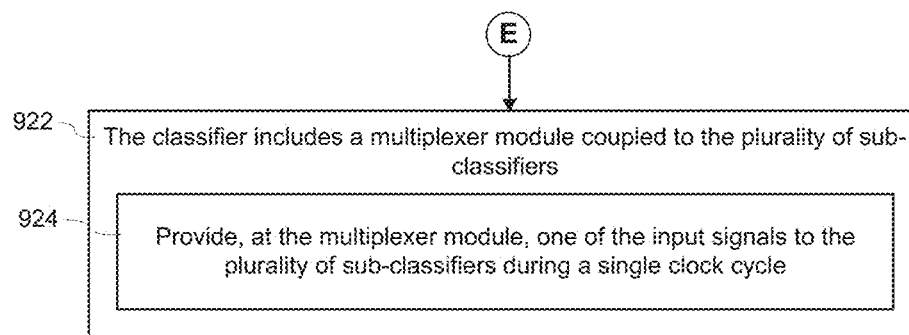 E
922
The classifier includes a multiplexer module coupled to the plurality of sub-
classifiers
924
Provide, at the multiplexer module, one of the input signals to the
plurality of sub-classifiers during a single clock cycle